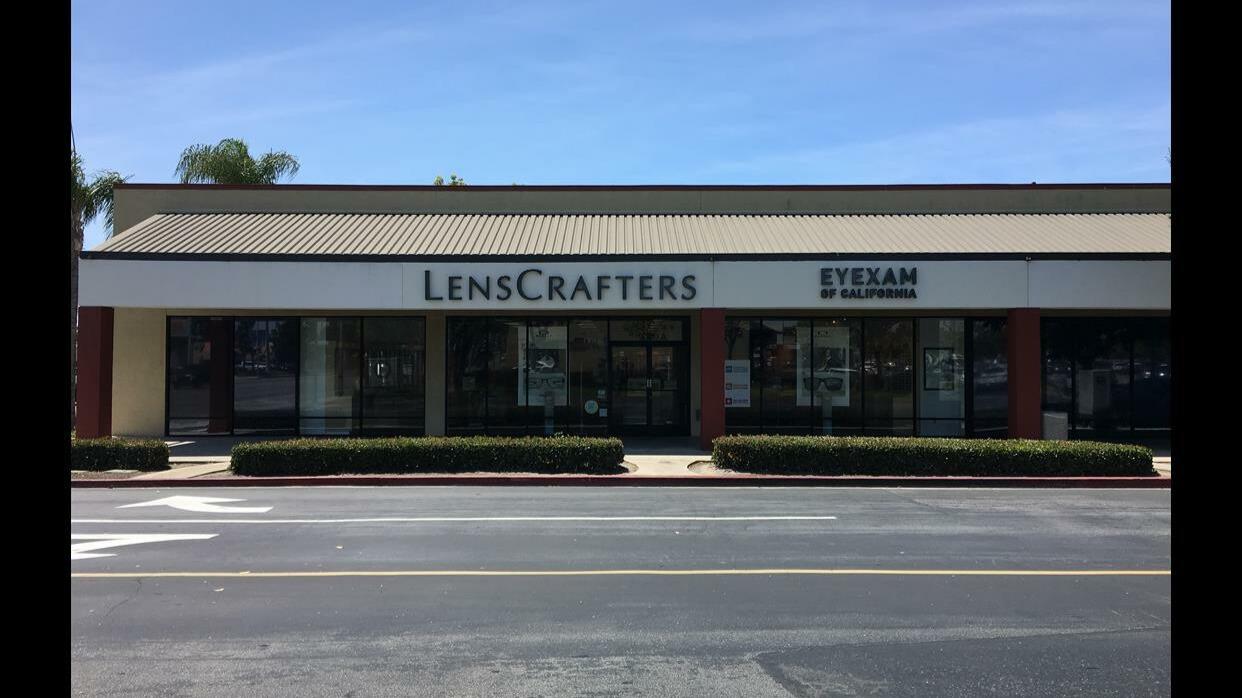 LENSCRAFTERS
EYEXAM
OF CALIFORNIA